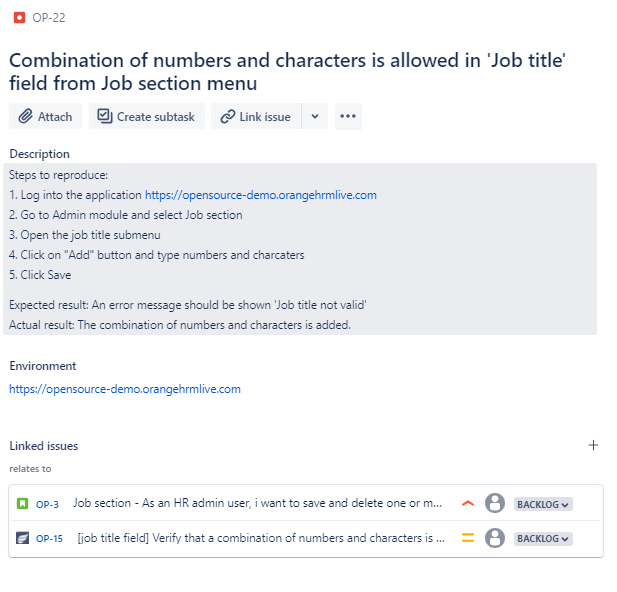 OP-22
Combination of numbers and characters is allowed in 'Job title'
field from Job section menu
Attach
Create subtask
Link issue
Description
Steps to reproduce:
1. Log into the application https://opensource-demo.orangehrmlive.com
2. Go to Admin module and select Job section
3. Open the job title submenu
4. Click on "Add" button and type numbers and charcaters
5. Click Save
Expected result: An error message should be shown 'Job title not valid'
Actual result: The combination of numbers and characters is added.
Environment
https://opensource-demo.orangehrmlive.com
Linked issues
relates to
OP-3 Job section - As an HR admin user, i want to save and delete one or m... BACKLOG
OP-15 [job title field] Verify that a combination of numbers and characters is ... BACKLOG